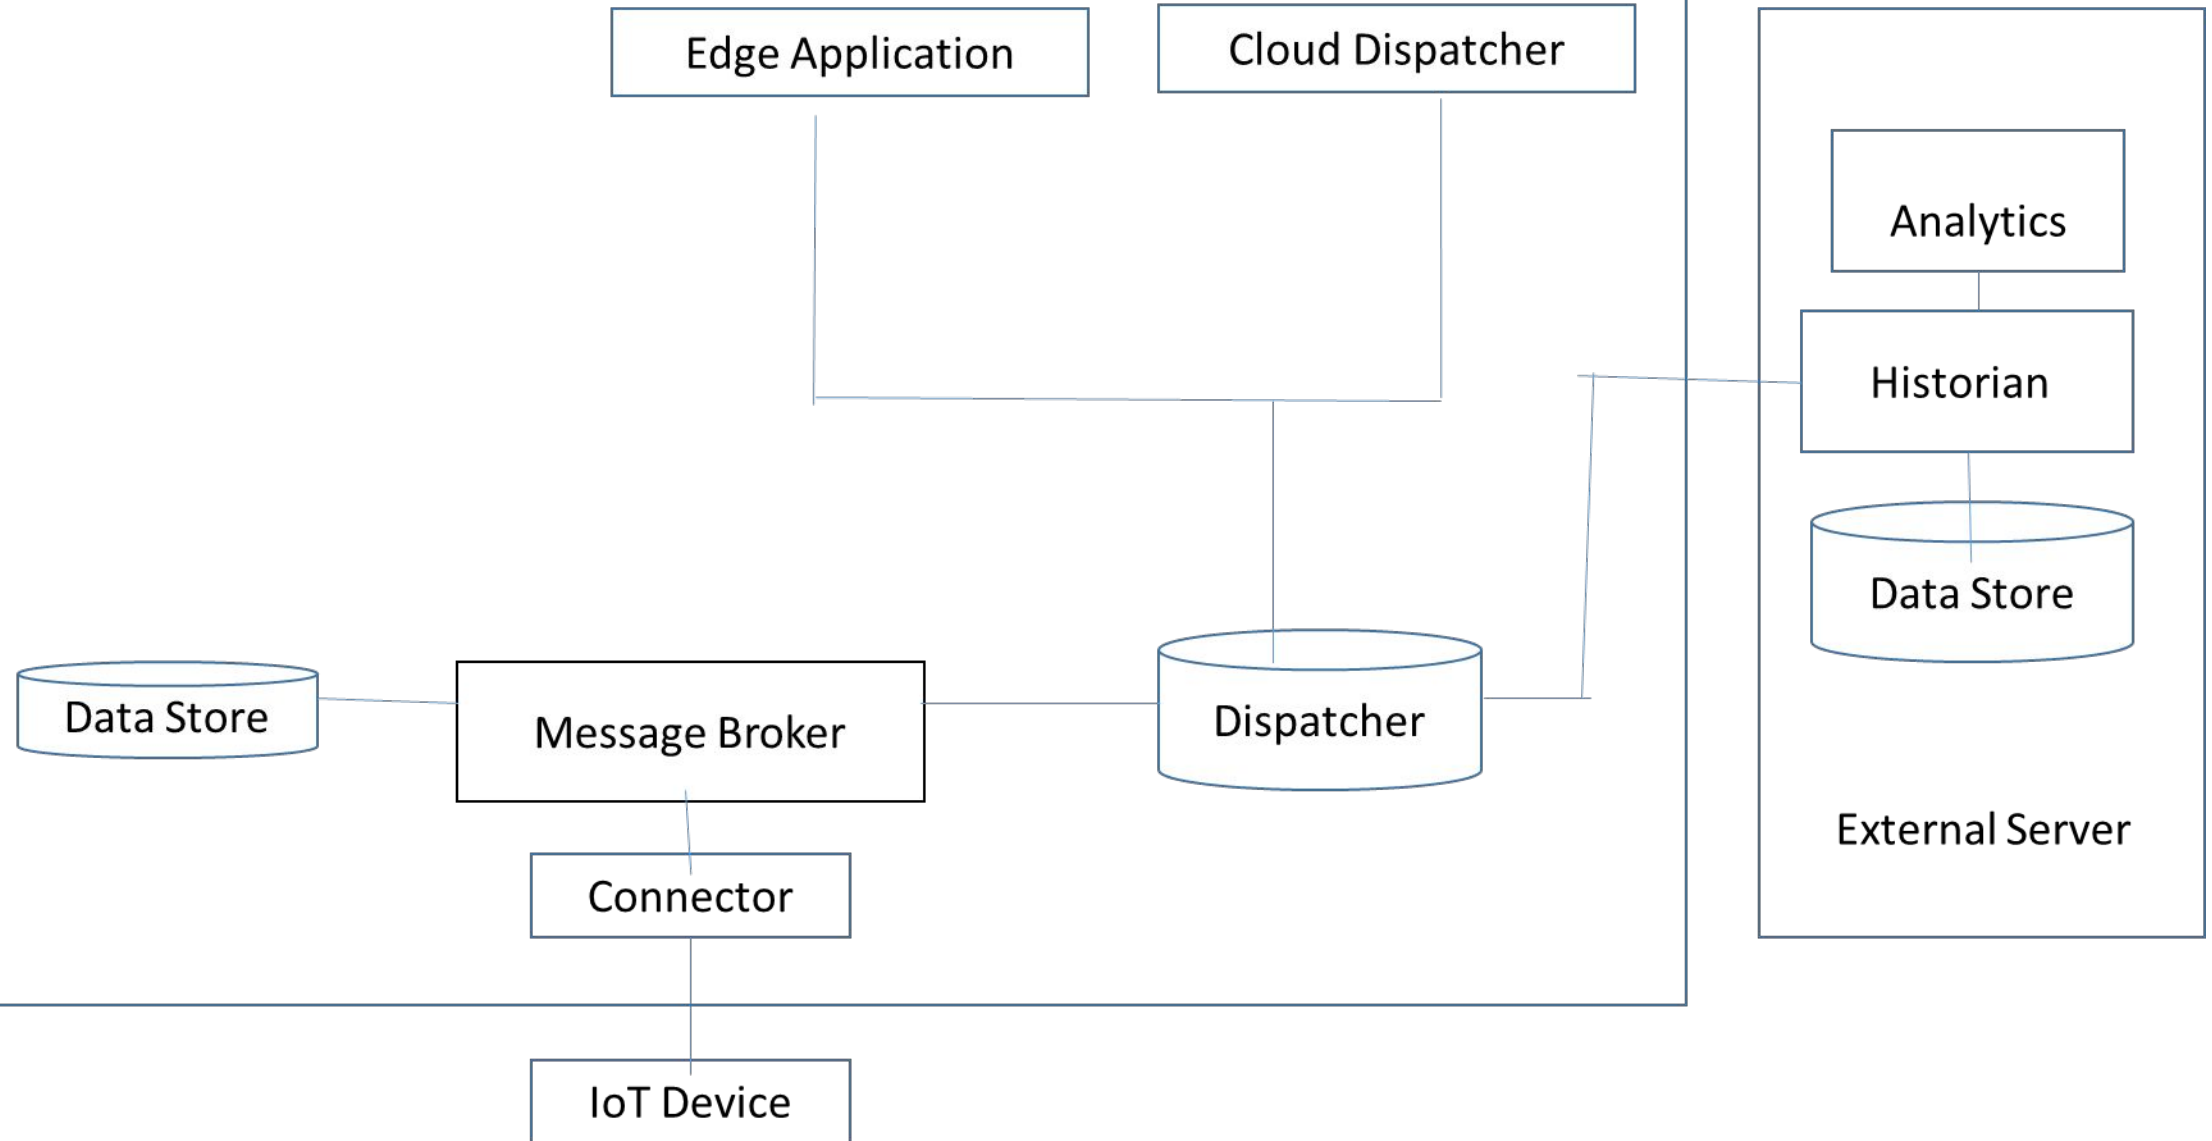 Edge Application
Cloud Dispatcher
Analytics
Historian
Data Store
Data Store
Message Broker
Dispatcher
External Server
Connector
IoT Device